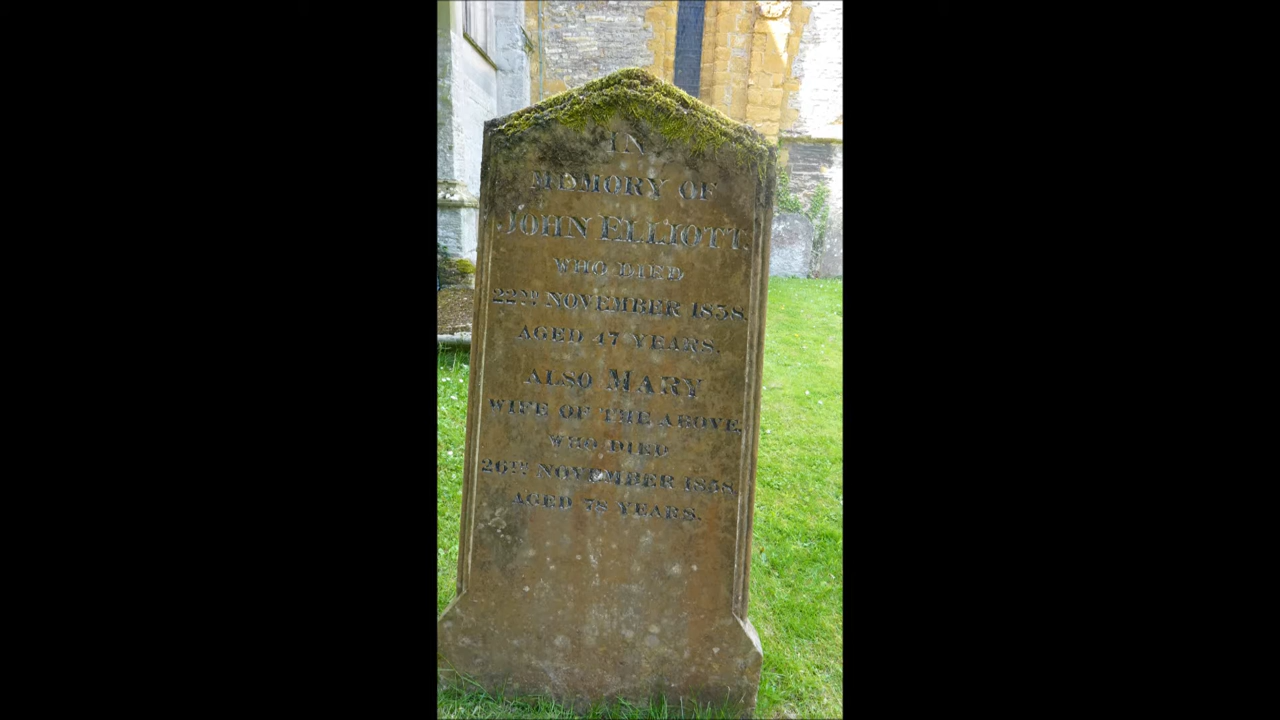 IN
MEMORY OF
JOHN ELLIOTT.
WHO DIED
22ND NOVEMBER 1838.
AGED 47 YEARS.
ALSO MARY
WIFE OF THE ABOVE,
WHO DIED
26TH NOVEMBER
AGED 78 YEARS.